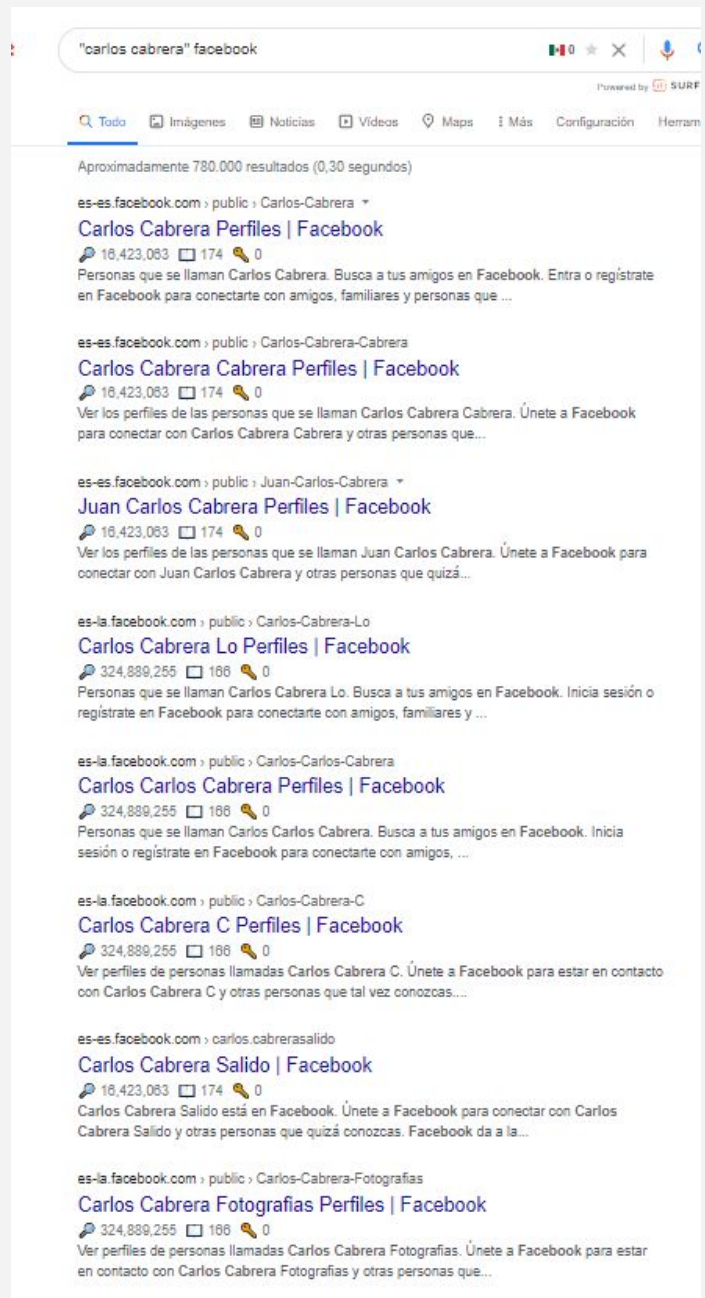 "carlos cabrera" facebook 0
Powered by SURF
Todo Imágenes Noticias Vídeos Maps Más Configuración Herram
Aproximadamente 780.000 resultados (0,30 segundos)
es-es.facebook.com › public › Carlos-Cabrera
Carlos Cabrera Perfiles | Facebook
16,423,063 174 0
Personas que se llaman Carlos Cabrera. Busca a tus amigos en Facebook. Entra o regístrate
en Facebook para conectarte con amigos, familiares y personas que ...
es-es.facebook.com › public › Carlos-Cabrera-Cabrera
Carlos Cabrera Cabrera Perfiles | Facebook
16,423,063 174 0
Ver los perfiles de las personas que se llaman Carlos Cabrera Cabrera. Únete a Facebook
para conectar con Carlos Cabrera Cabrera y otras personas que...
es-es.facebook.com › public › Juan-Carlos-Cabrera
Juan Carlos Cabrera Perfiles | Facebook
16,423,063 174 0
Ver los perfiles de las personas que se llaman Juan Carlos Cabrera. Únete a Facebook para
conectar con Juan Carlos Cabrera y otras personas que quizá...
es-la.facebook.com › public › Carlos-Cabrera-Lo
Carlos Cabrera Lo Perfiles | Facebook
324,889,255 166 0
Personas que se llaman Carlos Cabrera Lo. Busca a tus amigos en Facebook. Inicia sesión o
regístrate en Facebook para conectarte con amigos, familiares y ...
es-la.facebook.com › public › Carlos-Carlos-Cabrera
Carlos Carlos Cabrera Perfiles | Facebook
324,889,255 166 0
Personas que se llaman Carlos Carlos Cabrera. Busca a tus amigos en Facebook. Inicia
sesión o regístrate en Facebook para conectarte con amigos, ...
es-la.facebook.com › public › Carlos-Cabrera-C
Carlos Cabrera C Perfiles | Facebook
324,889,255 166 0
Ver perfiles de personas llamadas Carlos Cabrera C. Únete a Facebook para estar en contacto
con Carlos Cabrera C y otras personas que tal vez conozcas....
es-es.facebook.com › carlos.cabrerasalido
Carlos Cabrera Salido | Facebook
16,423,063 174 0
Carlos Cabrera Salido está en Facebook. Únete a Facebook para conectar con Carlos
Cabrera Salido y otras personas que quizá conozcas. Facebook da a la...
es-la.facebook.com › public › Carlos-Cabrera-Fotografias
Carlos Cabrera Fotografias Perfiles | Facebook
324,889,255 166 0
Ver perfiles de personas llamadas Carlos Cabrera Fotografias. Únete a Facebook para estar
en contacto con Carlos Cabrera Fotografias y otras personas que...